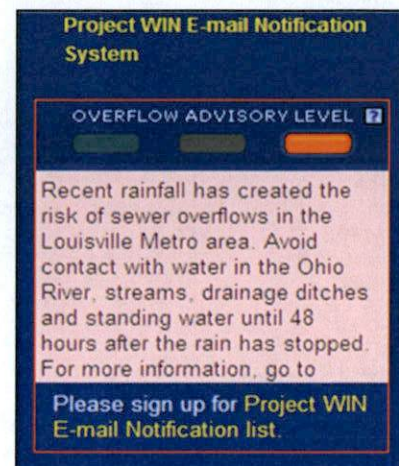 Project WIN E-mail Notification
System
OVERFLOW ADVISORY LEVEL ?
Recent rainfall has created the
risk of sewer overflows in the
Louisville Metro area. Avoid
contact with water in the Ohio
River, streams, drainage ditches
and standing water until 48
hours after the rain has stopped.
For more information, go to
Please sign up for Project WIN
E-mail Notification list.